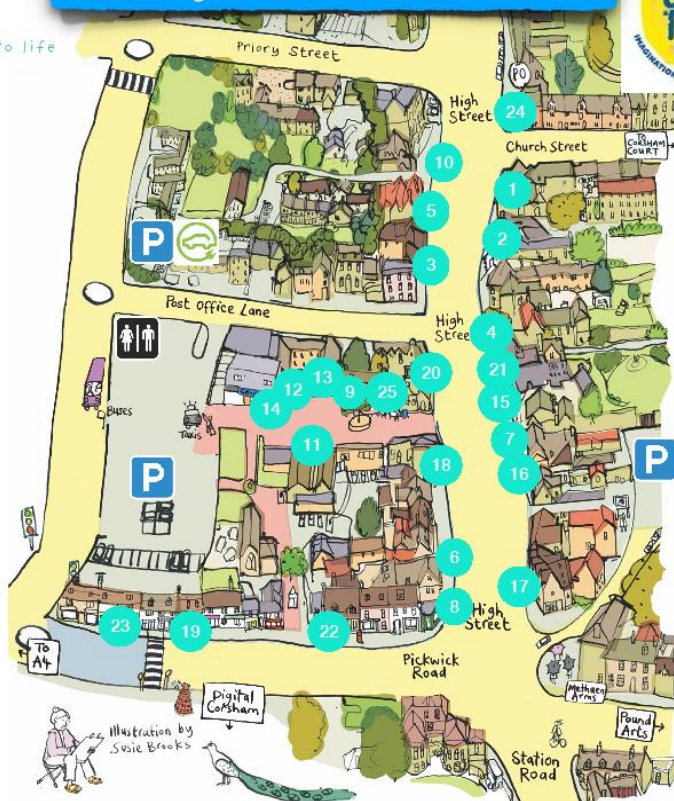 to life
Priory Street
PO
High
Street
24
Church Street
TO
CORSHAM
COURT
10
1
5
2
3
P
Post Office Lane
High
Street
4
20
21
13
12
9
25
14
15
Buses
Taxis
11
7
18
16
P
P
6
17
8
High
Street
23
19
22
To
A4
Pickwick
Road
Digital
Corsham
Methuen
Arms
Pound
Arts
Illustration by
Susie Brooks
Station
Road